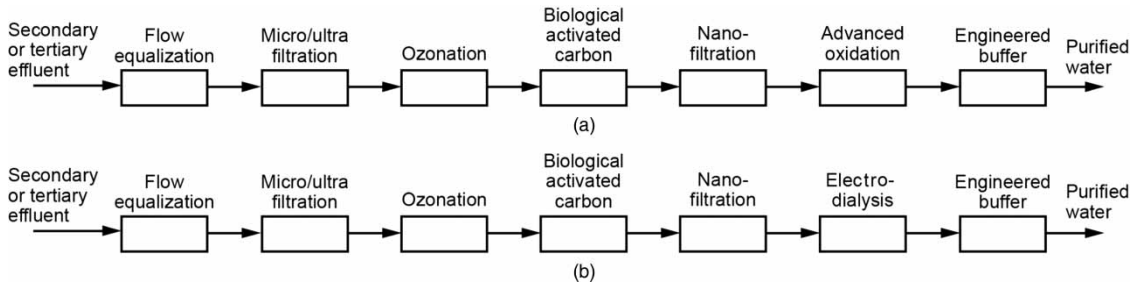 Secondary
or tertiary
effluent
Flow
equalization
Micro/ultra
filtration
Ozonation
Biological
activated
carbon
Nano-
filtration
Advanced
oxidation
Engineered
buffer
Purified
water
(a)
Secondary
or tertiary
effluent
Flow
equalization
Micro/ultra
filtration
Ozonation
Biological
activated
carbon
Nano-
filtration
Electro-
dialysis
Engineered
buffer
Purified
water
(b)